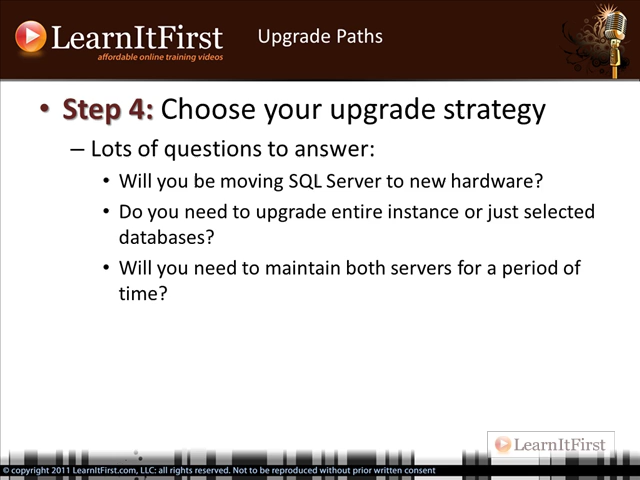 LearnItFirst
affordable online training videos
Upgrade Paths
• Step 4: Choose your upgrade strategy
– Lots of questions to answer:
• Will you be moving SQL Server to new hardware?
• Do you need to upgrade entire instance or just selected
databases?
• Will you need to maintain both servers for a period of
time?
LearnItFirst
© copyright 2011 LearnItFirst.com, LLC: all rights reserved. Not to be reproduced without prior written consent